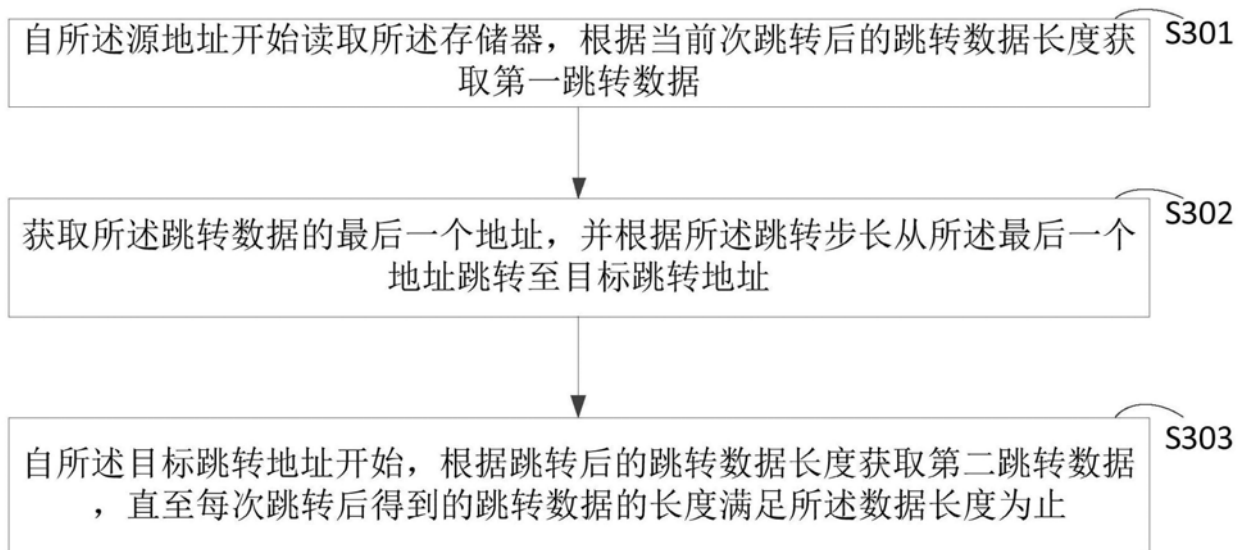 自所述源地址开始读取所述存储器，根据当前次跳转后的跳转数据长度获
取第一跳转数据
S301
获取所述跳转数据的最后一个地址，并根据所述跳转步长从所述最后一个
地址跳转至目标跳转地址
S302
自所述目标跳转地址开始，根据跳转后的跳转数据长度获取第二跳转数据
，直至每次跳转后得到的跳转数据的长度满足所述数据长度为止
S303